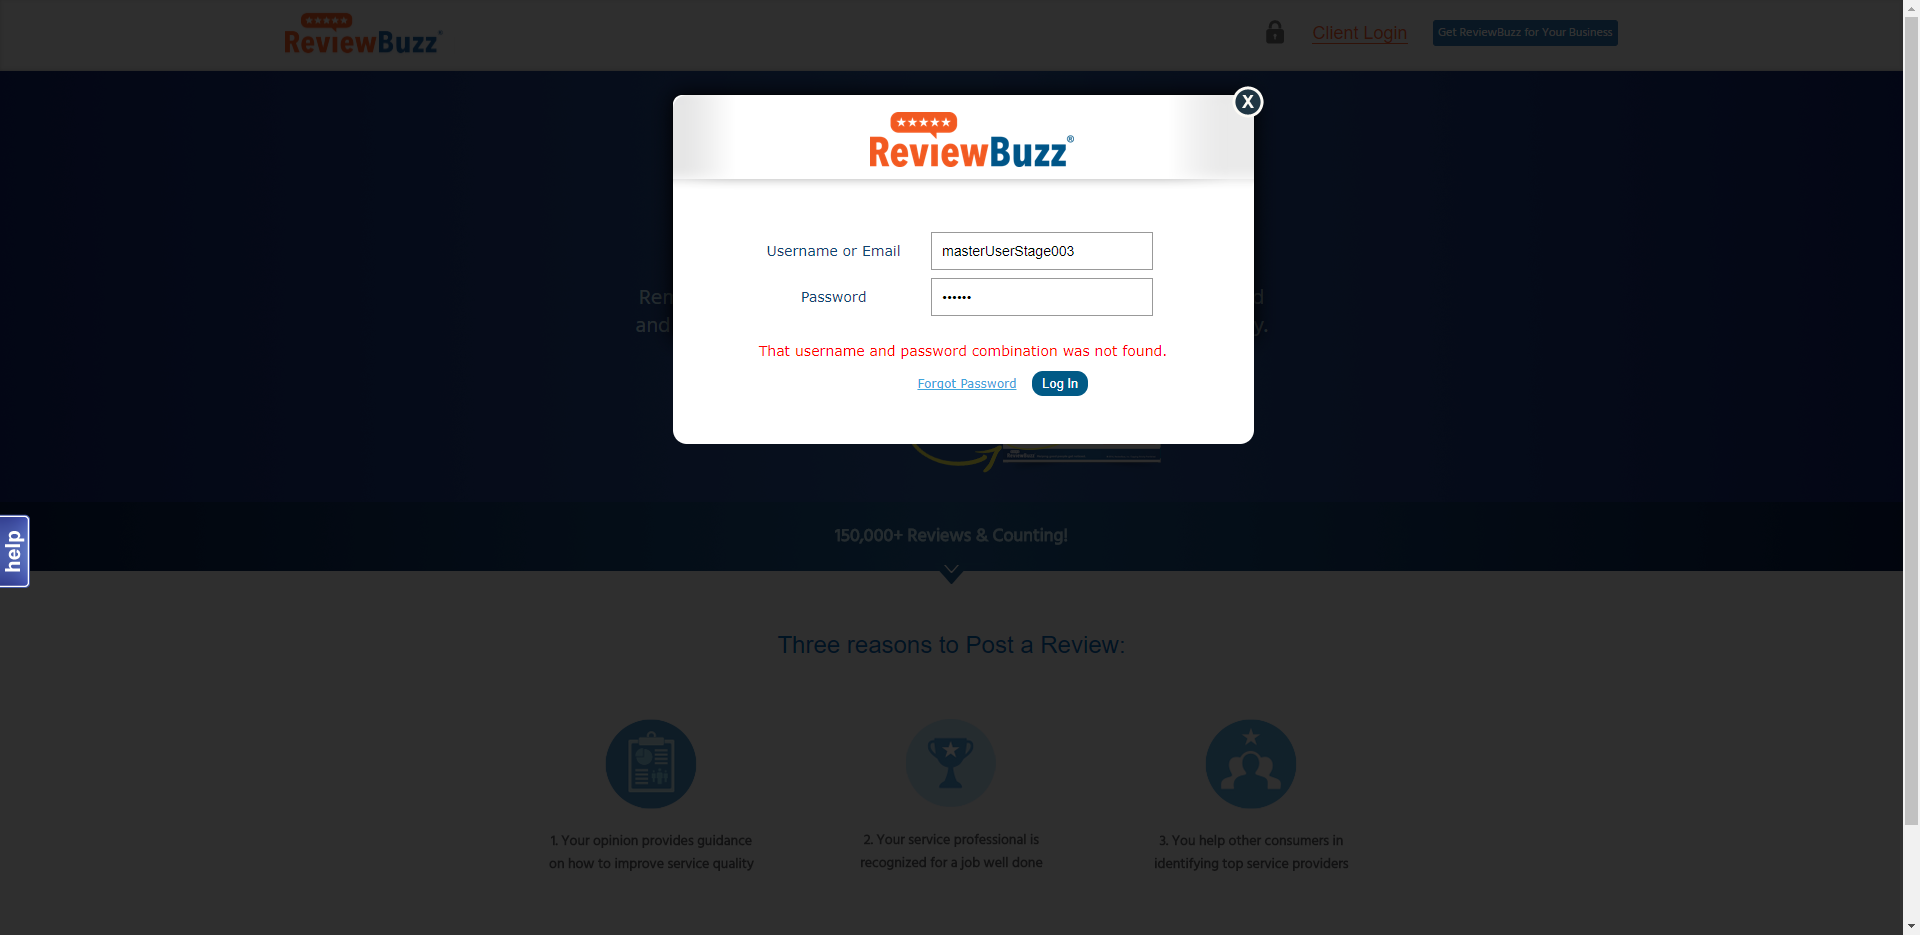 ReviewBuzz®
Client Login
Get ReviewBuzz for Your Business
X
ReviewBuzz®
Username or Email
masterUserStage003
Password
••••••
That username and password combination was not found.
Forgot Password
Log In
and
help
150,000+ Reviews & Counting!
Three reasons to Post a Review:
1. Your opinion provides guidance
on how to improve service quality
2. Your service professional is
recognized for a job well done
3. You help other consumers in
identifying top service providers